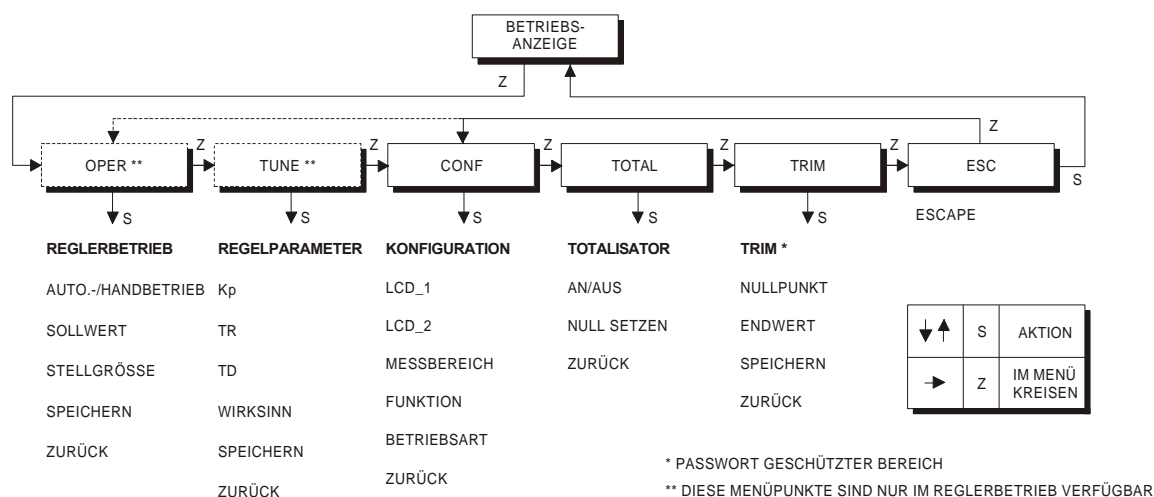 BETRIEBS-
ANZEIGE
Z
Z
OPER **
Z
TUNE **
Z
CONF
Z
TOTAL
Z
TRIM
Z
ESC
S
S
S
S
S
S
ESCAPE
REGLERBETRIEB
AUTO.-/HANDBETRIEB
SOLLWERT
STELLGRÖSSE
SPEICHERN
ZURÜCK
REGELPARAMETER
Kp
TR
TD
WIRKSINN
SPEICHERN
ZURÜCK
KONFIGURATION
LCD_1
LCD_2
MESSBEREICH
FUNKTION
BETRIEBSART
ZURÜCK
TOTALISATOR
AN/AUS
NULL SETZEN
ZURÜCK
TRIM *
NULLPUNKT
ENDWERT
SPEICHERN
ZURÜCK
S AKTION
Z IM MENÜ
KREISEN
* PASSWORT GESCHÜTZTER BEREICH
** DIESE MENÜPUNKTE SIND NUR IM REGLERBETRIEB VERFÜGBAR